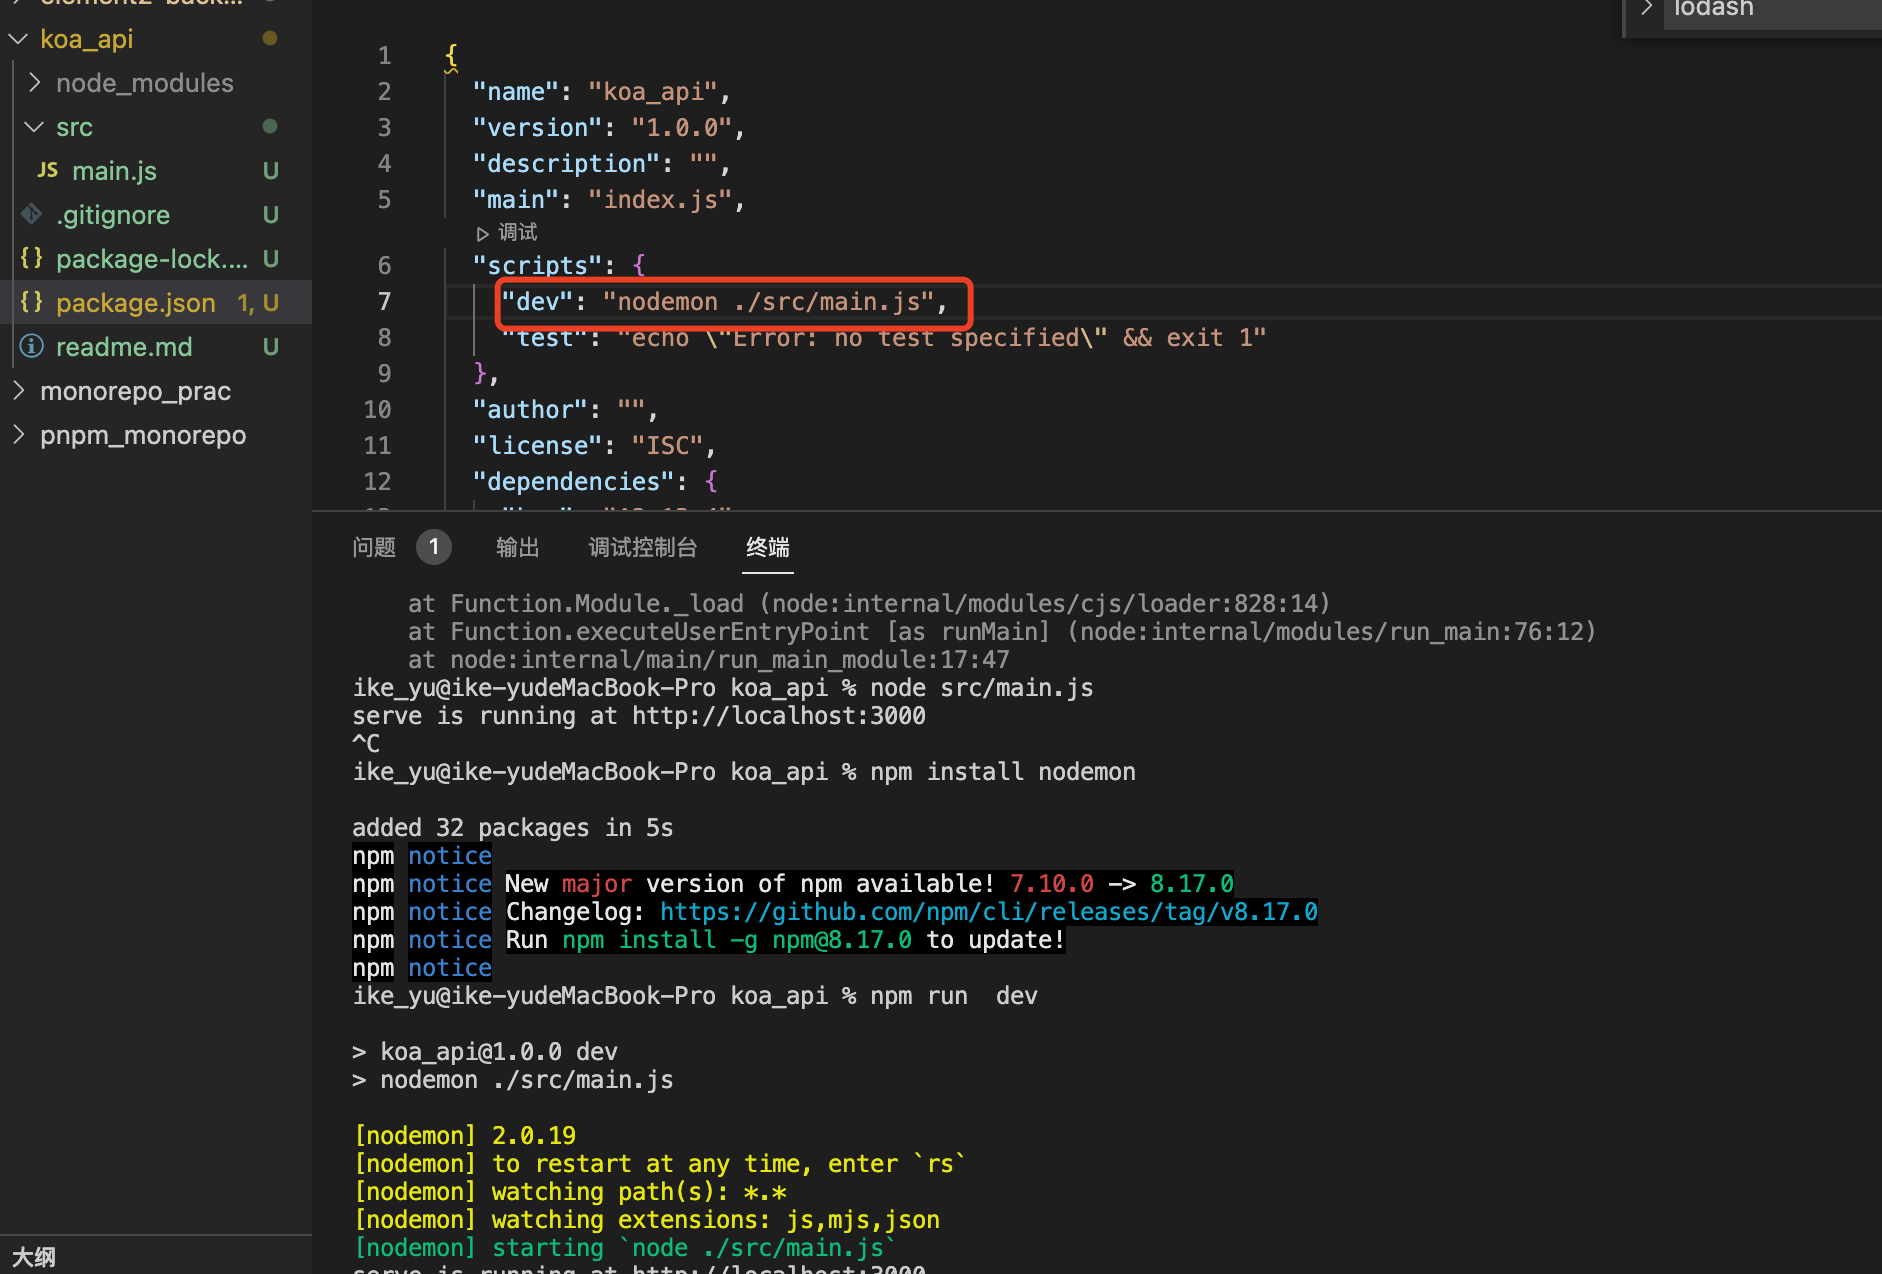 koa_api
node_modules
src
JS main.js U
.gitignore U
{} package-lock.... U
{} package.json 1, U
readme.md U
monorepo_prac
pnpm_monorepo
大纲
lodash
1 {
2 "name": "koa_api",
3 "version": "1.0.0",
4 "description": "",
5 "main": "index.js",
调试
6 "scripts": {
7 "dev": "nodemon ./src/main.js",
8 "test": "echo \"Error: no test specified\" && exit 1"
9 },
10 "author": "",
11 "license": "ISC",
12 "dependencies": {
问题 1 输出 调试控制台 终端
at Function.Module._load (node:internal/modules/cjs/loader:828:14)
at Function.executeUserEntryPoint [as runMain] (node:internal/modules/run_main:76:12)
at node:internal/main/run_main_module:17:47
ike_yu@ike-yudeMacBook-Pro koa_api % node src/main.js
serve is running at http://localhost:3000
^C
ike_yu@ike-yudeMacBook-Pro koa_api % npm install nodemon
added 32 packages in 5s
npm notice
npm notice New major version of npm available! 7.10.0 -> 8.17.0
npm notice Changelog: https://github.com/npm/cli/releases/tag/v8.17.0
npm notice Run npm install -g npm@8.17.0 to update!
npm notice
ike_yu@ike-yudeMacBook-Pro koa_api % npm run  dev
> koa_api@1.0.0 dev
> nodemon ./src/main.js
[nodemon] 2.0.19
[nodemon] to restart at any time, enter `rs`
[nodemon] watching path(s): *.*
[nodemon] watching extensions: js,mjs,json
[nodemon] starting `node ./src/main.js`
serve is running at http://localhost:3000